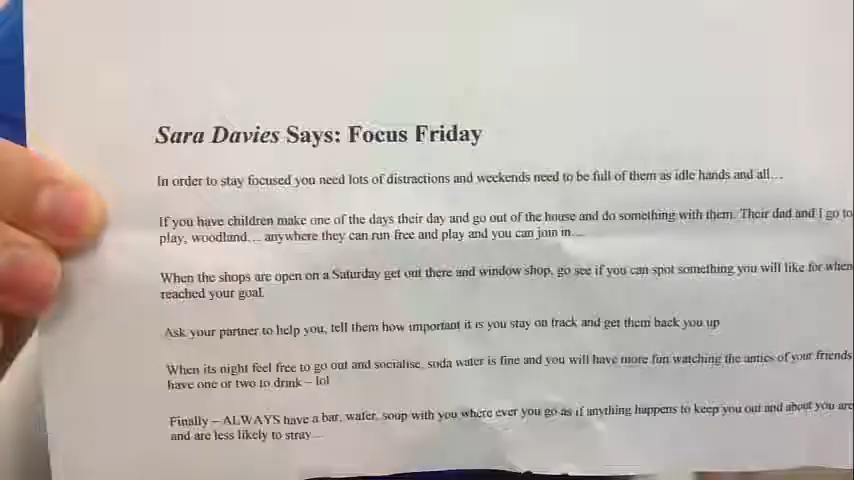 Sara Davies Says: Focus Friday
In order to stay focused you need lots of distractions and weekends need to be full of them as idle hands and all…
If you have children make one of the days their day and go out of the house and do something with them. Their dad and I go to
play, woodland… anywhere they can run free and play and you can join in…
When the shops are open on a Saturday get out there and window shop, go see if you can spot something you will like for when
reached your goal.
Ask your partner to help you, tell them how important it is you stay on track and get them back you up
When its night feel free to go out and socialise, soda water is fine and you will have more fun watching the antics of your friends
have one or two to drink – lol
Finally – ALWAYS have a bar, wafer, soup with you where ever you go as if anything happens to keep you out and about you are
and are less likely to stray…